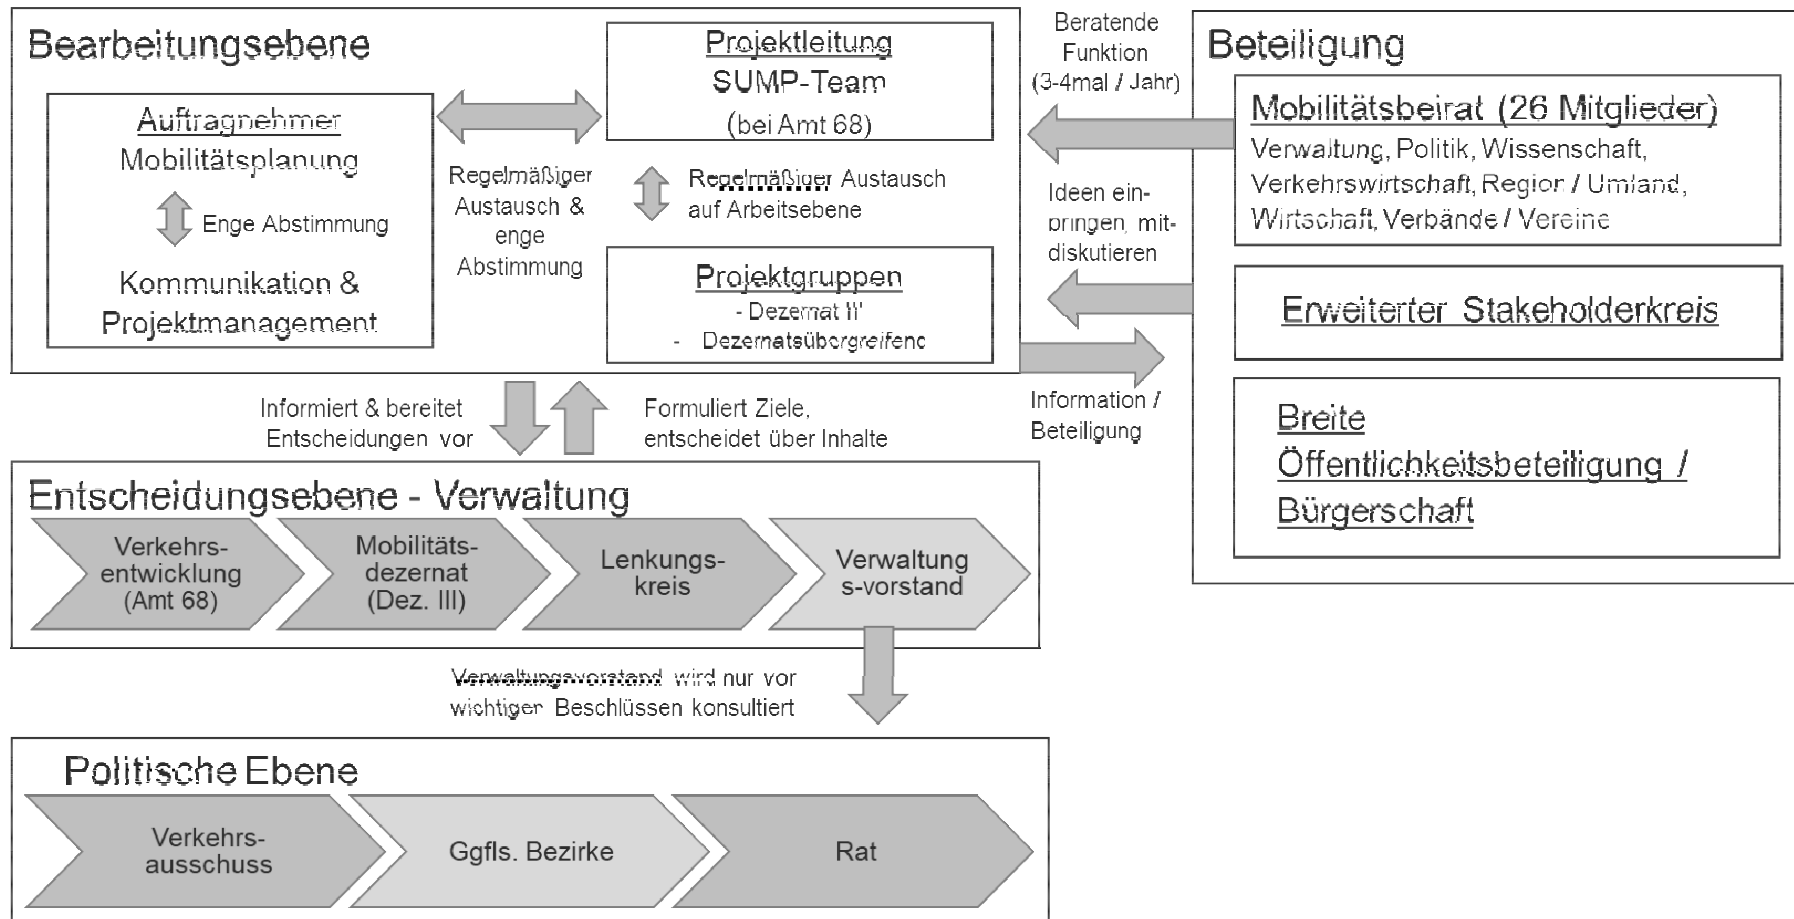 Bearbeitungsebene
Projektleitung
SUMP-Team
(bei Amt 68)
Auftragnehmer
Mobilitätsplanung
Enge Abstimmung
Kommunikation &
Projektmanagement
Regelmäßiger
Austausch &
enge
Abstimmung
Regelmäßiger Austausch
auf Arbeitsebene
Projektgruppen
- Dezernat
- Dezernatsübergreifend
Beratende
Funktion
(3-4mal / Jahr)
Ideen ein-
bringen, mit-
diskutieren
Information /
Beteiligung
Beteiligung
Mobilitätsbeirat (26 Mitglieder)
Verwaltung, Politik, Wissenschaft,
Verkehrswirtschaft, Region / Umland,
Wirtschaft, Verbände / Vereine
Erweiterter Stakeholderkreis
Breite
Öffentlichkeitsbeteiligung /
Bürgerschaft
Informiert & bereitet
Entscheidungen vor
Formuliert Ziele,
entscheidet über Inhalte
Entscheidungsebene - Verwaltung
Verkehrs-
entwicklung
(Amt 68)
Mobilitäts-
dezernat
(Dez. III)
Lenkungs-
kreis
Verwaltung
s-vorstand
Verwaltungsvorstand wird nur vor
wichtigen Beschlüssen konsultiert
Politische Ebene
Verkehrs-
ausschuss
Ggfls. Bezirke
Rat